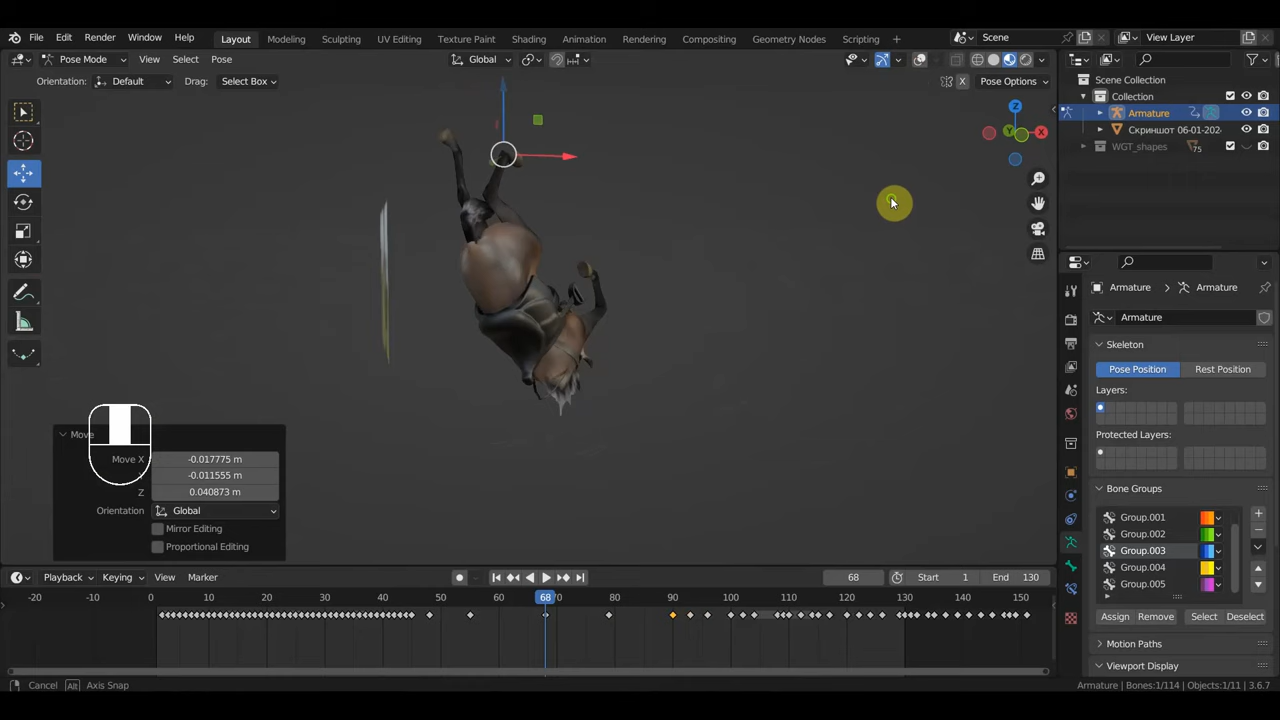 File Edit Render Window Help Layout Modeling Sculpting UV Editing Texture Paint Shading Animation Rendering Compositing Geometry Nodes Scripting + Scene View Layer
Pose Mode View Select Pose Global
Orientation: Default Drag: Select Box X Pose Options
Scene Collection
Collection
Armature
Скриншот 06-01-202
WGT_shapes 75
Z
Y
X
Armature Armature
Armature
Skeleton
Pose Position Rest Position
Layers:
Protected Layers:
Bone Groups
Group.001
Group.002
Group.003
Group.004
Group.005
Assign Remove Select Deselect
Motion Paths
Viewport Display
Move
Move X -0.017775 m
-0.011555 m
Z 0.040873 m
Orientation Global
Mirror Editing
Proportional Editing
Playback Keying View Marker 68 Start 1 End 130
-20 -10 0 10 20 30 40 50 60 68 70 80 90 100 110 120 130 140 150
Cancel Alt Axis Snap Armature | Bones:1/114 | Objects:1/11 | 3.6.7